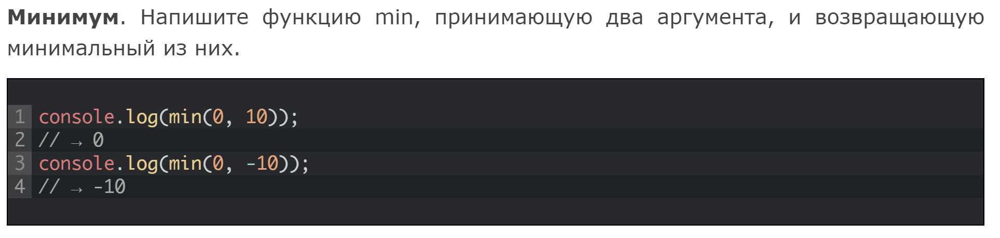 Минимум. Напишите функцию min, принимающую два аргумента, и возвращающую
минимальный из них.
1 console.log(min(0, 10));
2 // → 0
3 console.log(min(0, -10));
4 // → -10